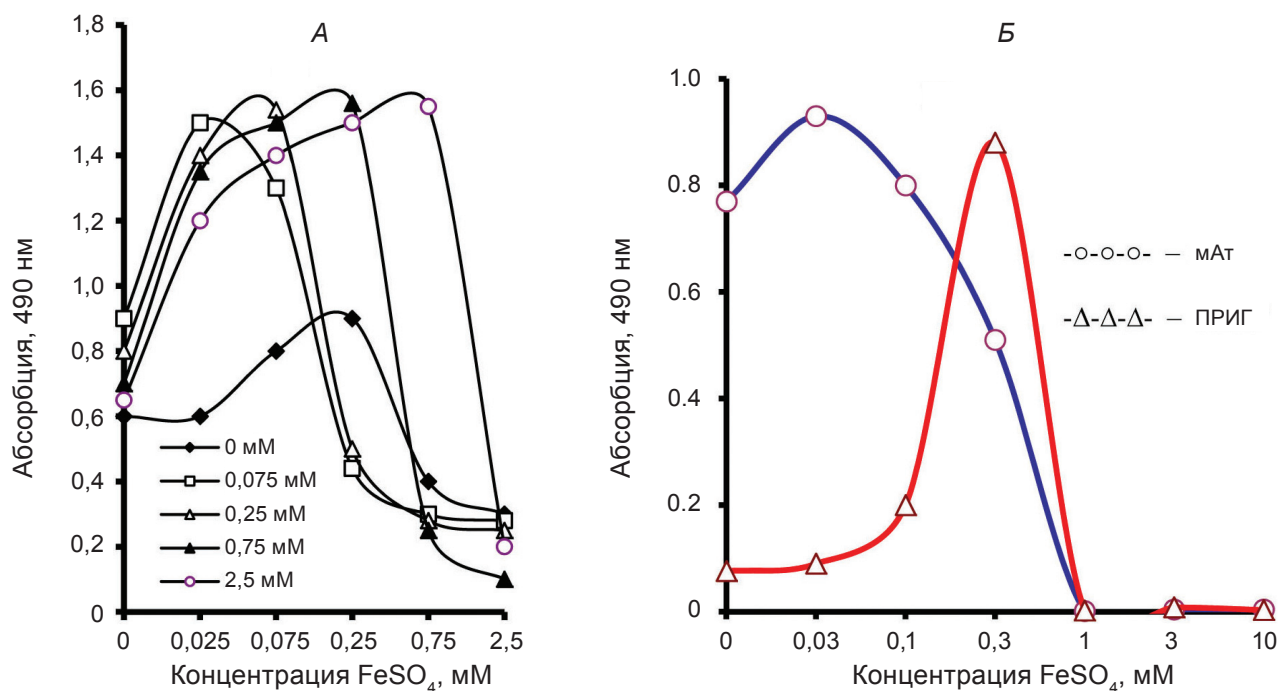 А
1,8
1,6
1,4
1,2
1,0
0,8
0,6
0,4
0,2
0
Абсорбция, 490 нм
0 мМ
0,075 мМ
0,25 мМ
0,75 мМ
2,5 мМ
0 0,025 0,075 0,25 0,75 2,5
Концентрация FeSO₄, мМ
Б
1.0
0.8
0.6
0.4
0.2
0
Абсорбция, 490 нм
– мАт
– ПРИГ
0 0,03 0,1 0,3 1 3 10
Концентрация FeSO₄, мМ